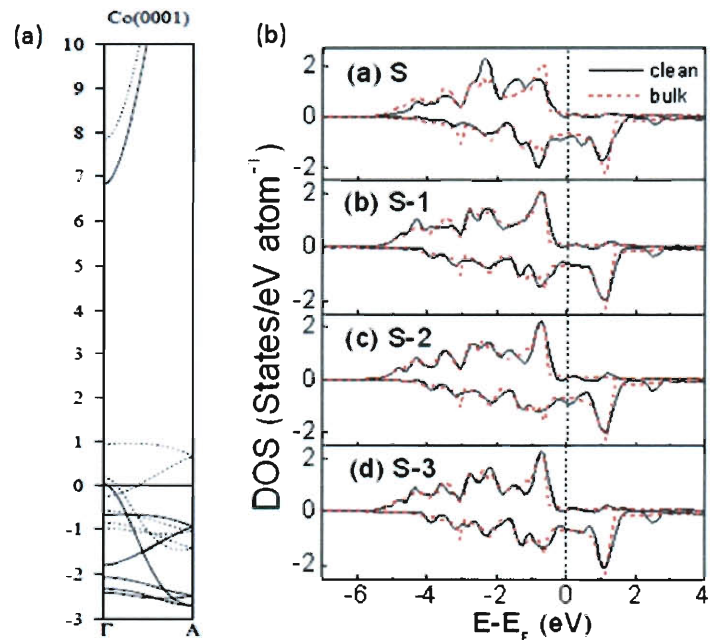 Co(0001)
(a)
10
9
8
7
6
5
4
3
2
1
0
-1
-2
-3
Γ A
(b)
DOS (States/eV atom⁻¹)
(a) S
clean
bulk
2
0
-2
(b) S-1
2
0
-2
(c) S-2
2
0
-2
(d) S-3
2
0
-2
-6 -4 -2 0 2 4
E-E_F (eV)